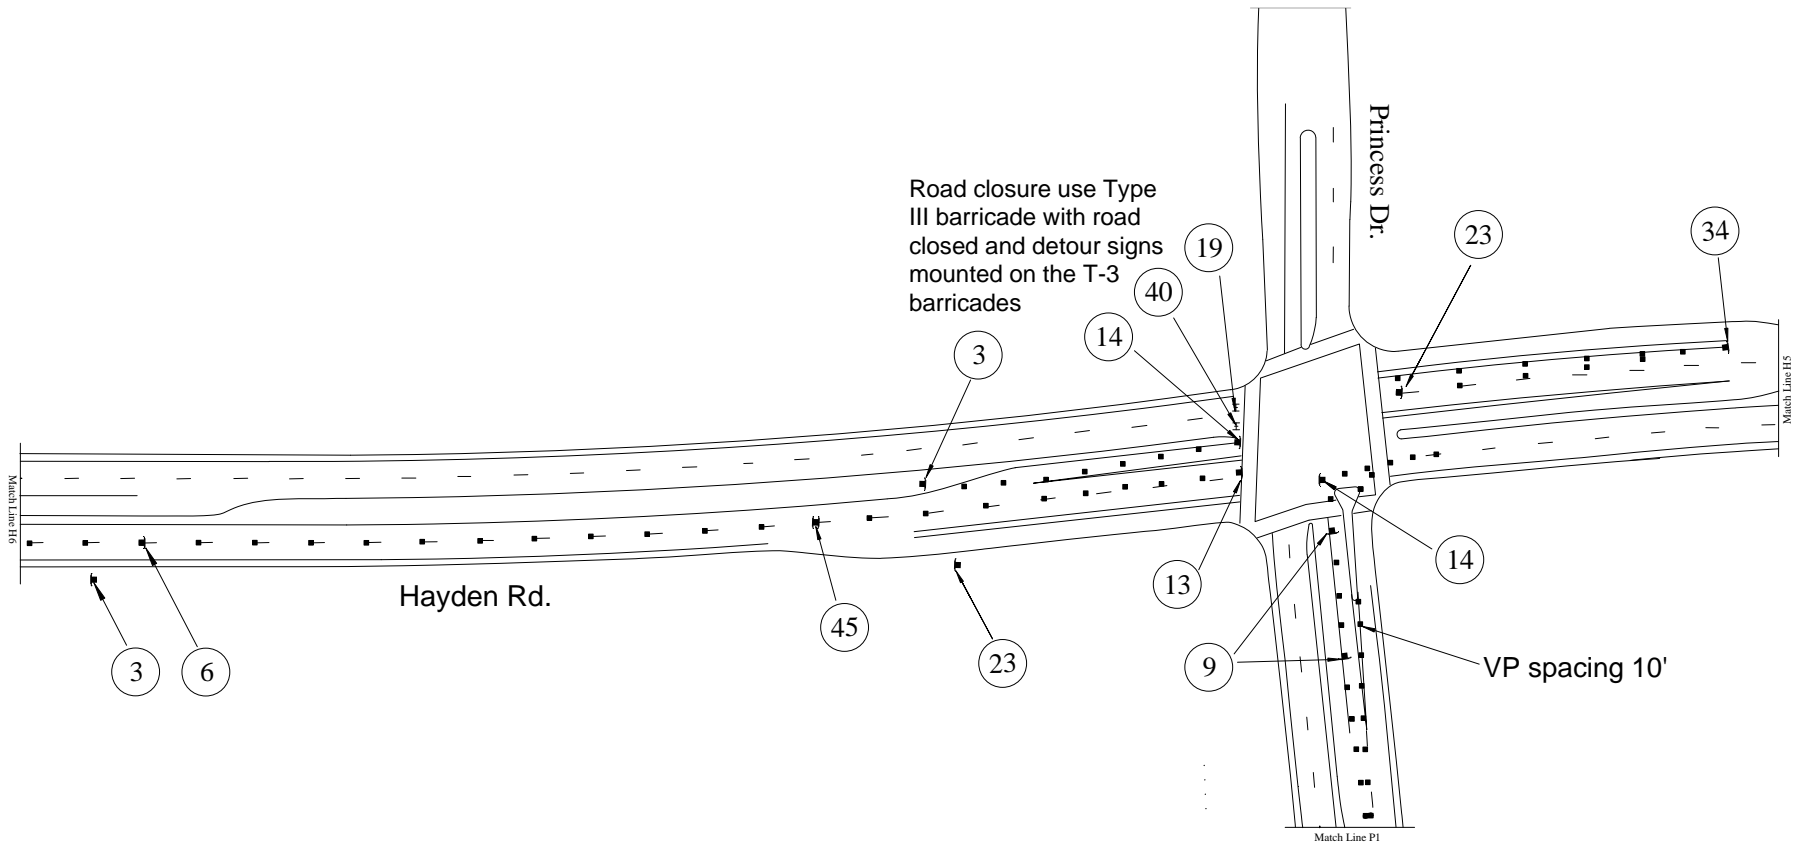 Princess Dr.
Road closure use Type
III barricade with road
closed and detour signs
mounted on the T-3
barricades
19
40
14
3
23
34
Match Line H5
Match Line H6
Hayden Rd.
3
6
45
23
13
9
14
VP spacing 10'
Match Line P1